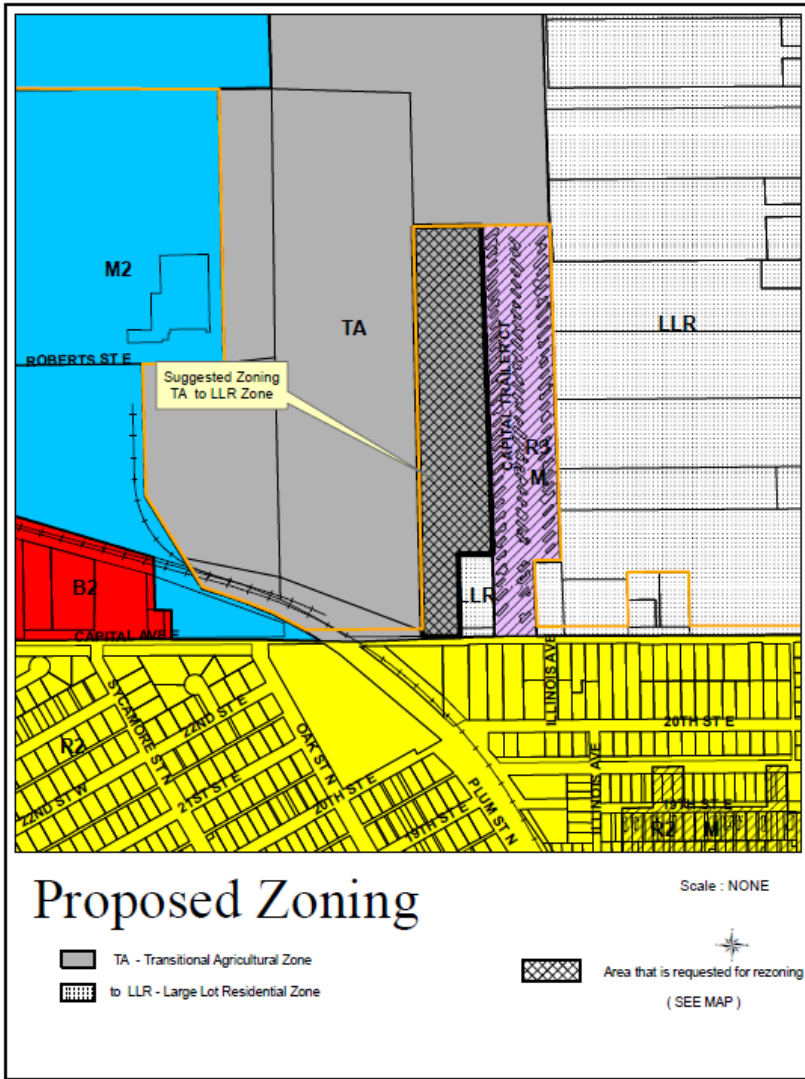 M2
TA
LLR
ROBERTS ST E
Suggested Zoning
TA to LLR Zone
CAPITAL TRAILER CT
R3
M
B2
LLR
CAPITAL AVE E
SYCAMORE ST N
22ND ST E
R2
OAK ST N
ILLINOIS AVE
20TH ST E
22ND ST W
21ST ST E
20TH ST E
19TH ST E
PLUM ST N
ILLINOIS AVE
19TH ST E
R2 M
Proposed Zoning
Scale : NONE
TA - Transitional Agricultural Zone
to LLR - Large Lot Residential Zone
Area that is requested for rezoning
( SEE MAP )